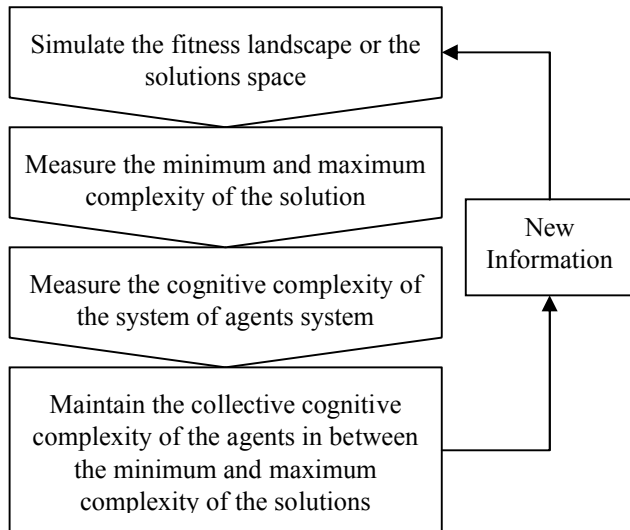 Simulate the fitness landscape or the
solutions space
Measure the minimum and maximum
complexity of the solution
Measure the cognitive complexity of
the system of agents system
New
Information
Maintain the collective cognitive
complexity of the agents in between
the minimum and maximum
complexity of the solutions